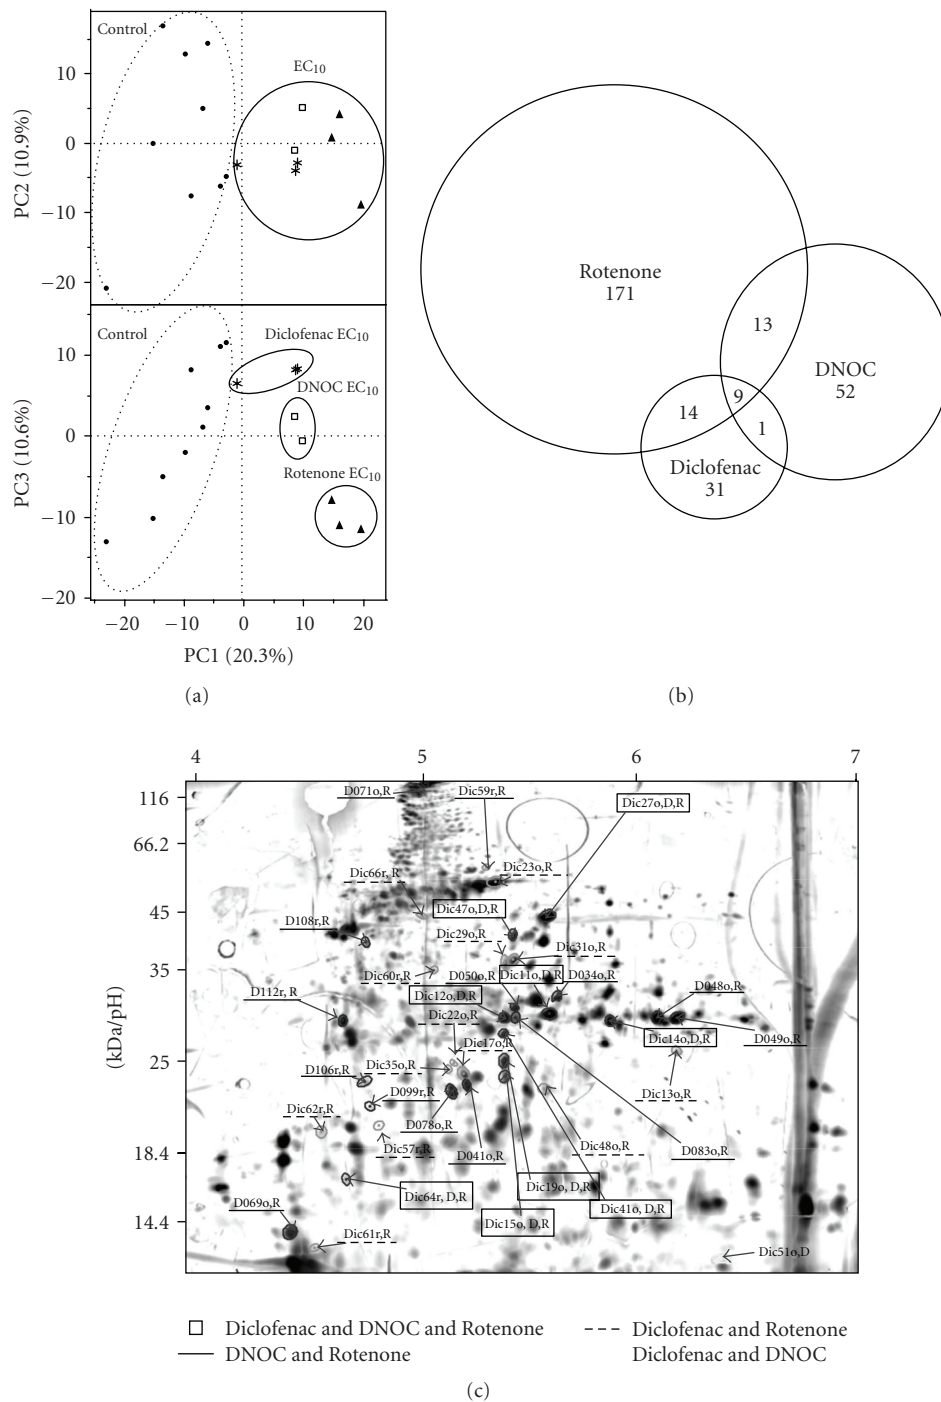 Control
EC10
10
0
−10
−20
PC2 (10.9%)
Control
Diclofenac EC10
DNOC EC10
Rotenone EC10
10
0
−10
−20
PC3 (10.6%)
−20 −10 0 10 20
PC1 (20.3%)
(a)
Rotenone
171
13
DNOC
52
14
9
1
Diclofenac
31
(b)
4 5 6 7
116
66.2
45
35
25
18.4
14.4
(kDa/pH)
D071o,R
Dic59r,R
Dic27o,D,R
Dic23o,R
Dic66r, R
Dic47o,D,R
D108r,R
Dic29o,R
Dic31o,R
Dic60r,R
D050o,R
Dic11o,D,R
D034o,R
D112r, R
Dic12o,D,R
D048o,R
Dic22o,R
Dic14o,D,R
D049o,R
Dic17o,R
D106r,R
Dic35o,R
Dic13o,R
D099r,R
Dic62r,R
D078o,R
Dic57r,R
D041o,R
Dic48o,R
D083o,R
Dic64r, D,R
Dic19o, D,R
D069o,R
Dic15o, D,R
Dic41o, D,R
Dic61r,R
Dic51o,D
Diclofenac and DNOC and Rotenone
Diclofenac and Rotenone
DNOC and Rotenone
Diclofenac and DNOC
(c)